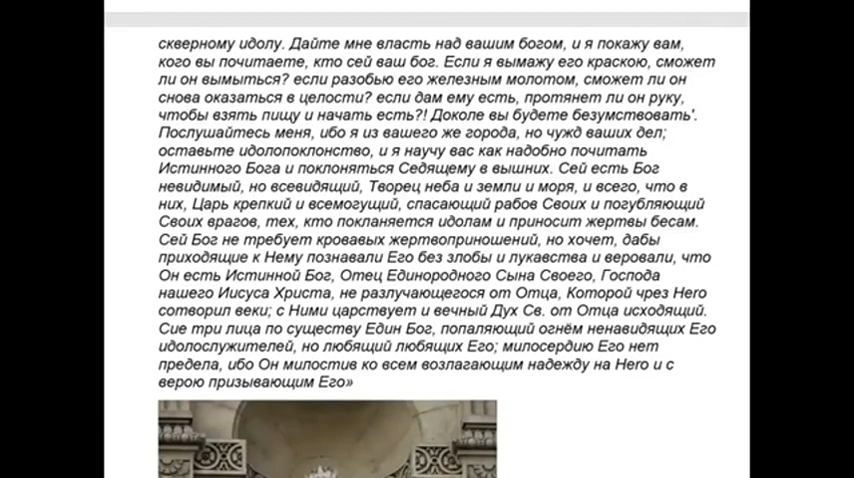 скверному идолу. Дайте мне власть над вашим богом, и я покажу вам,
кого вы почитаете, кто сей ваш бог. Если я вымажу его краскою, сможет
ли он вымыться? если разобью его железным молотом, сможет ли он
снова оказаться в целости? если дам ему есть, протянет ли он руку,
чтобы взять пищу и начать есть?! Доколе вы будете безумствовать'.
Послушайтесь меня, ибо я из вашего же города, но чужд ваших дел;
оставьте идолопоклонство, и я научу вас как надобно почитать
Истинного Бога и поклоняться Седящему в вышних. Сей есть Бог
невидимый, но всевидящий, Творец неба и земли и моря, и всего, что в
них, Царь крепкий и всемогущий, спасающий рабов Своих и погубляющий
Своих врагов, тех, кто покланяется идолам и приносит жертвы бесам.
Сей Бог не требует кровавых жертвоприношений, но хочет, дабы
приходящие к Нему познавали Его без злобы и лукавства и веровали, что
Он есть Истинной Бог, Отец Единородного Сына Своего, Господа
нашего Иисуса Христа, не разлучающегося от Отца, Которой чрез Него
сотворил веки; с Ними царствует и вечный Дух Св. от Отца исходящий.
Сие три лица по существу Един Бог, попаляющий огнём ненавидящих Его
идолослужителей, но любящий любящих Его; милосердию Его нет
предела, ибо Он милостив ко всем возлагающим надежду на Него и с
верою призывающим Его»